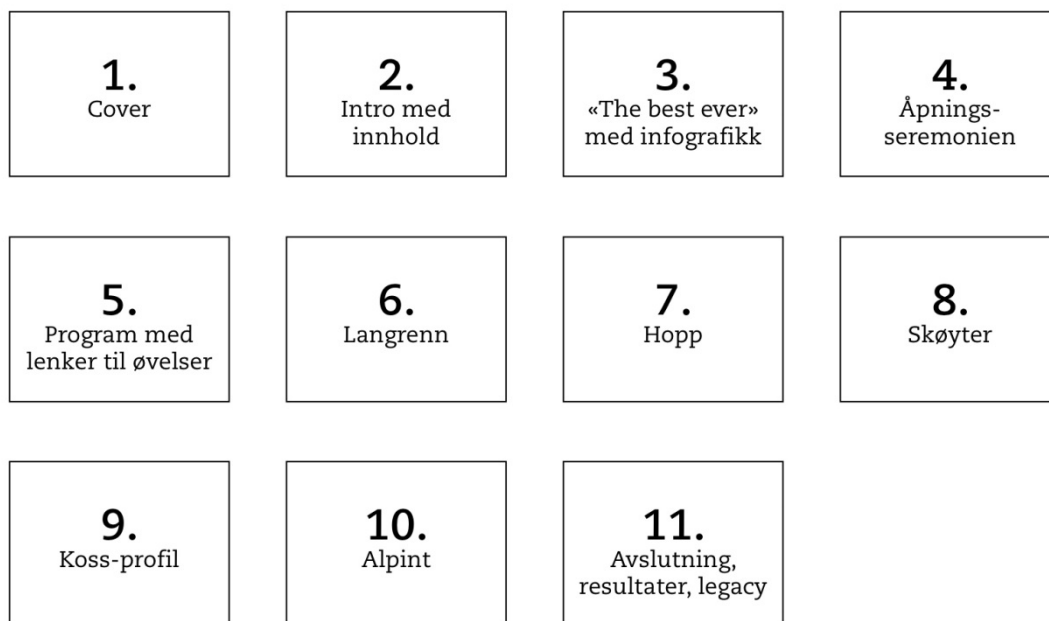 1.
Cover
2.
Intro med
innhold
3.
«The best ever»
med infografikk
4.
Åpnings-
seremonien
5.
Program med
lenker til øvelser
6.
Langrenn
7.
Hopp
8.
Skøyter
9.
Koss-profil
10.
Alpint
11.
Avslutning,
resultater, legacy